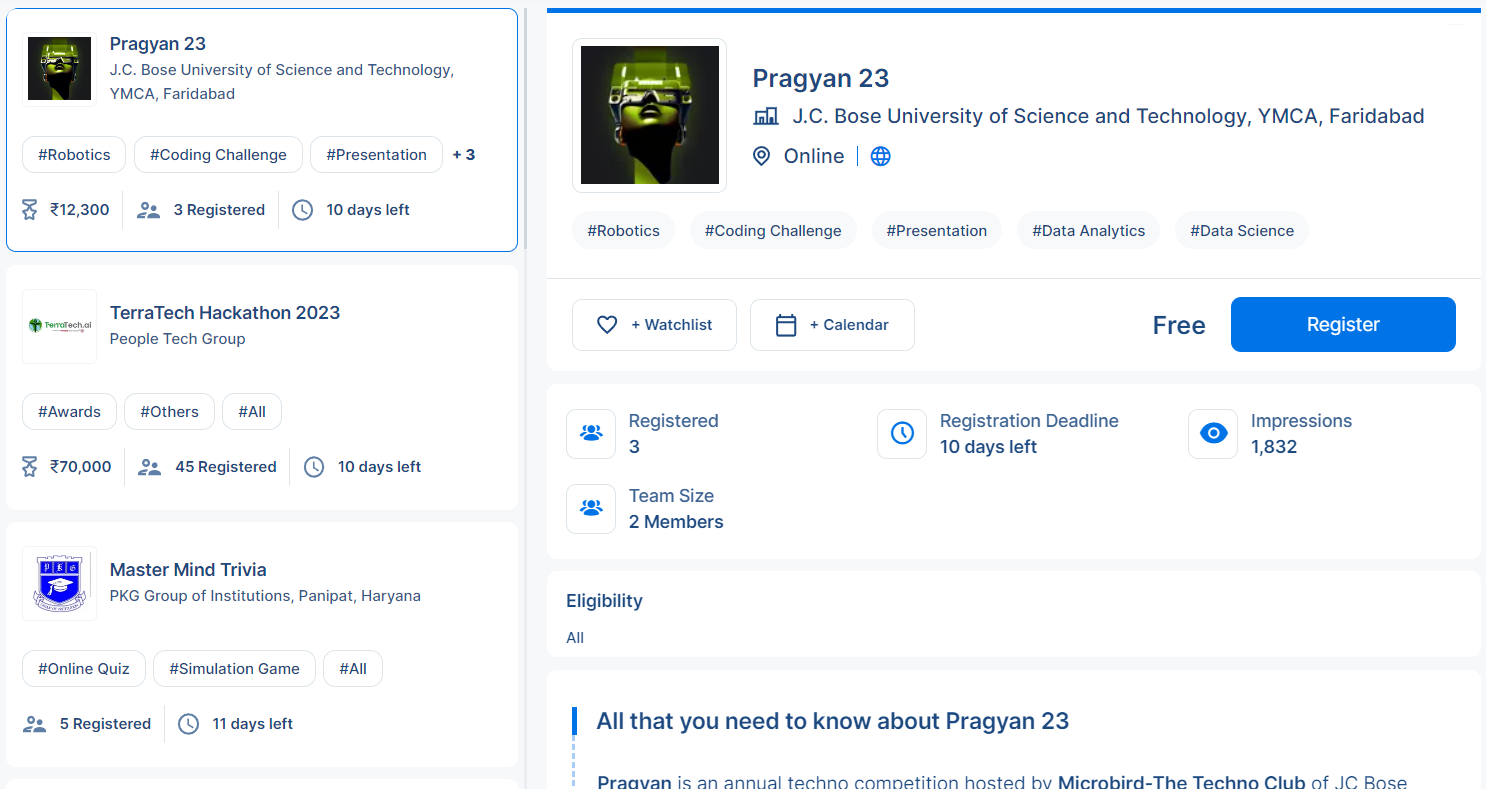 Pragyan 23
J.C. Bose University of Science and Technology,
YMCA, Faridabad
#Robotics
#Coding Challenge
#Presentation
+ 3
₹12,300
3 Registered
10 days left
TerraTech.ai
TerraTech Hackathon 2023
People Tech Group
#Awards
#Others
#All
₹70,000
45 Registered
10 days left
P K G
Master Mind Trivia
PKG Group of Institutions, Panipat, Haryana
#Online Quiz
#Simulation Game
#All
5 Registered
11 days left
Pragyan 23
J.C. Bose University of Science and Technology, YMCA, Faridabad
Online
#Robotics
#Coding Challenge
#Presentation
#Data Analytics
#Data Science
+ Watchlist
+ Calendar
Free
Register
Registered
3
Registration Deadline
10 days left
Impressions
1,832
Team Size
2 Members
Eligibility
All
All that you need to know about Pragyan 23
Pragyan is an annual techno competition hosted by Microbird-The Techno Club of JC Bose